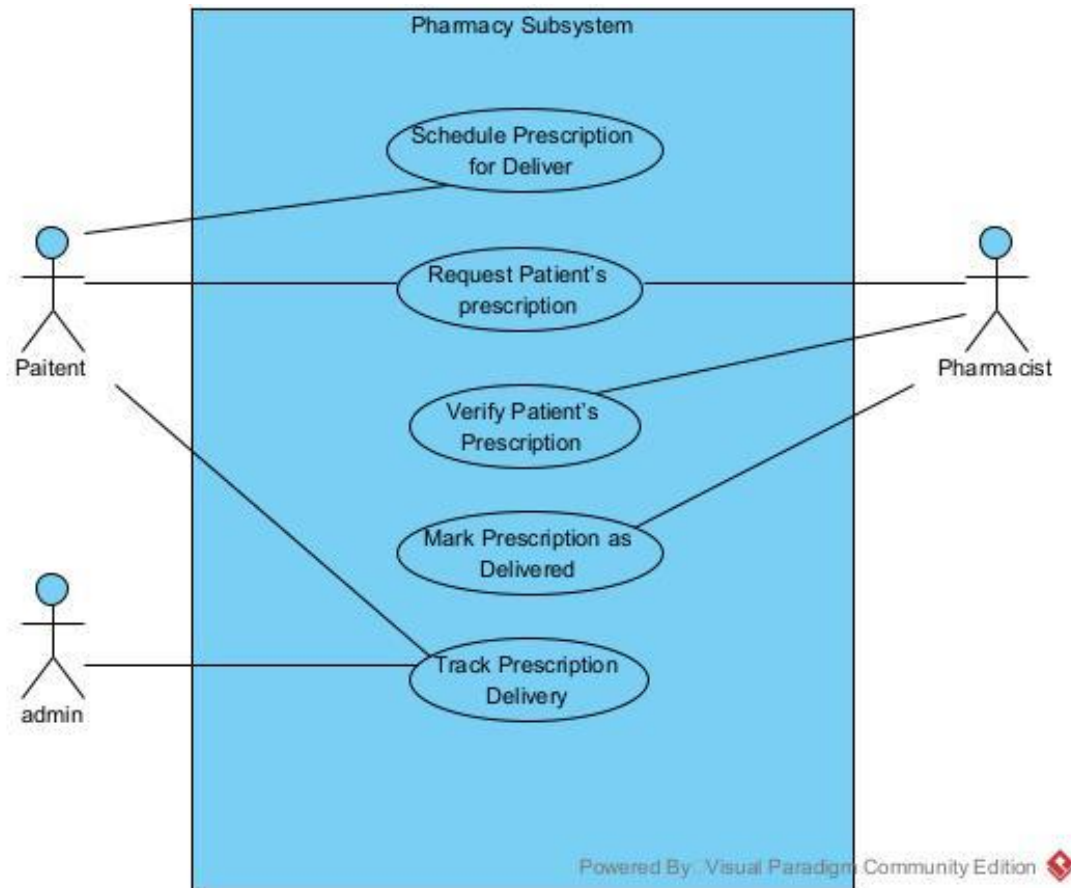 Pharmacy Subsystem
Schedule Prescription
for Deliver
Request Patient's
prescription
Paitent
Pharmacist
Verify Patient's
Prescription
Mark Prescription as
Delivered
Track Prescription
Delivery
admin
Powered By: Visual Paradigm Community Edition